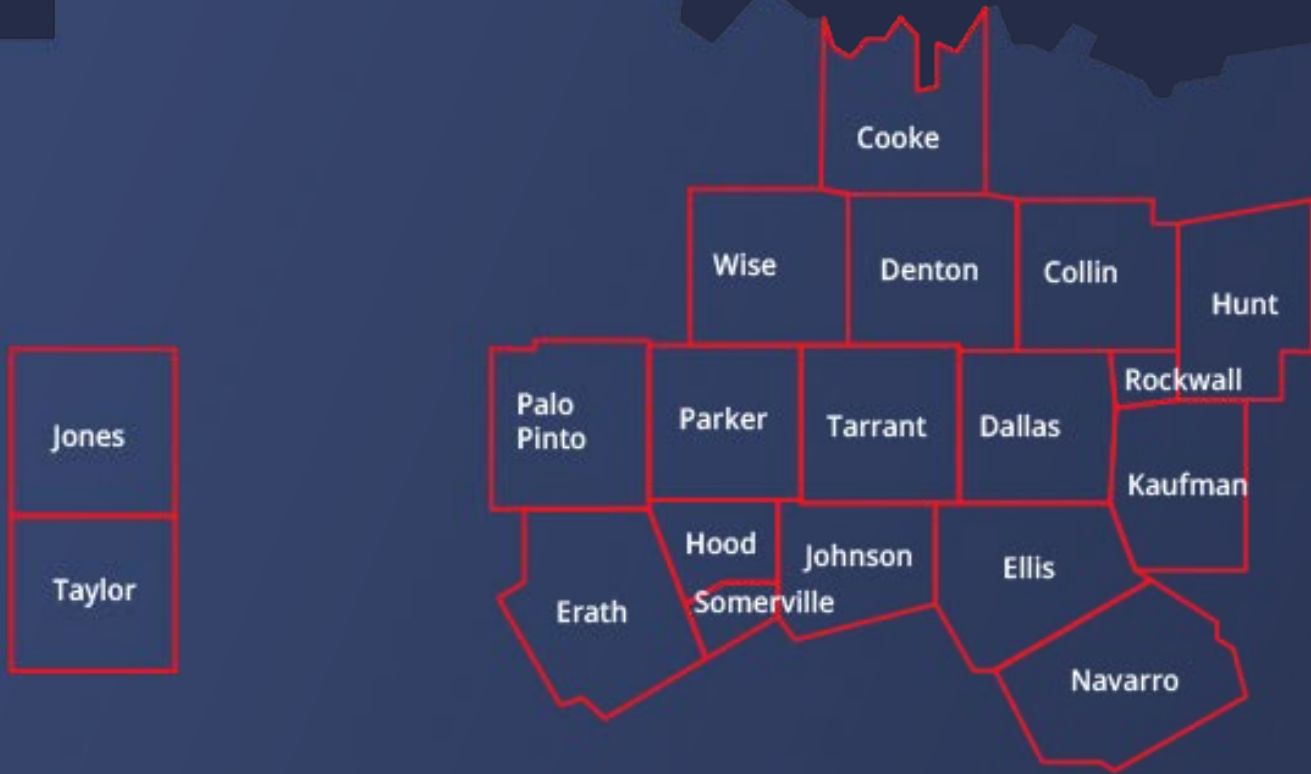 Cooke
Wise
Denton
Collin
Hunt
Rockwall
Palo
Pinto
Parker
Tarrant
Dallas
Jones
Kaufman
Hood
Johnson
Ellis
Taylor
Somerville
Erath
Navarro